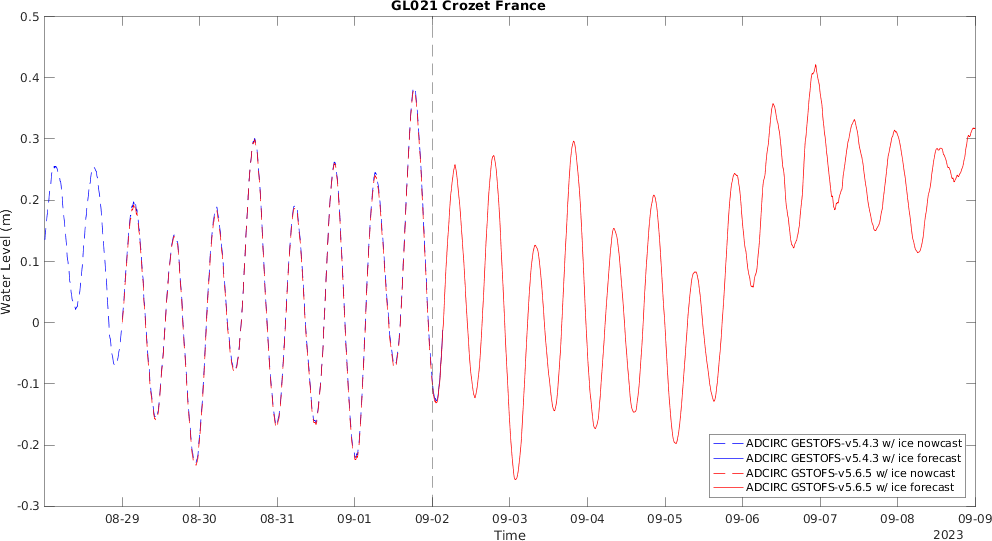 GL021 Crozet France
0.5
0.4
0.3
0.2
0.1
0
-0.1
-0.2
-0.3
Water Level (m)
ADCIRC GESTOFS-v5.4.3 w/ ice nowcast
ADCIRC GESTOFS-v5.4.3 w/ ice forecast
ADCIRC GSTOFS-v5.6.5 w/ ice nowcast
ADCIRC GSTOFS-v5.6.5 w/ ice forecast
08-29 08-30 08-31 09-01 09-02 09-03 09-04 09-05 09-06 09-07 09-08 09-09
Time
2023